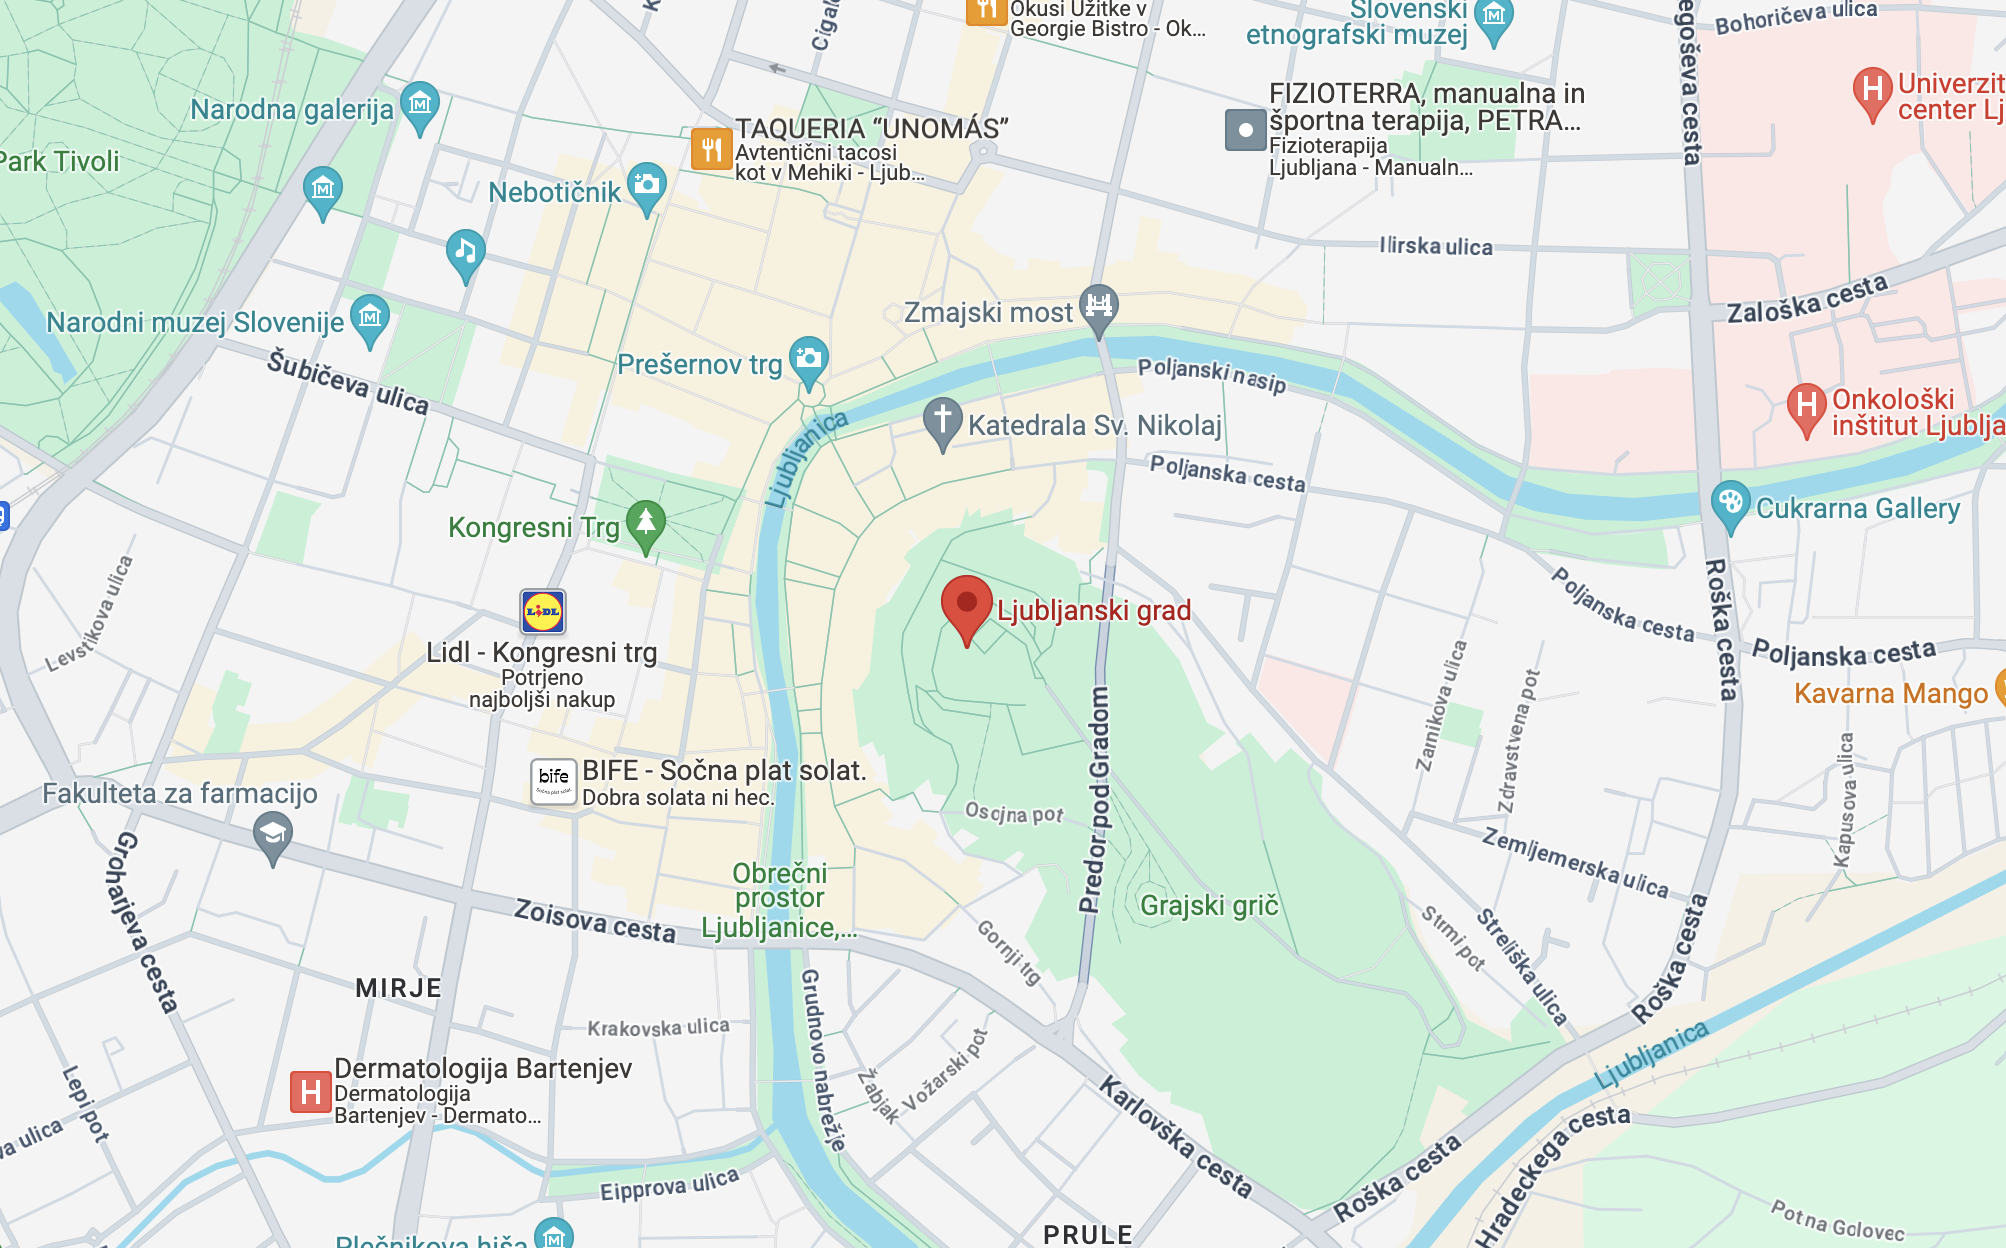 Okusi Užitke v
Georgie Bistro - Ok...
Slovenski
etnografski muzej
Bohoričeva ulica
Narodna galerija
FIZIOTERRA, manualna in
športna terapija, PETRA...
Fizioterapija
Ljubljana - Manualn...
TAQUERIA “UNOMÁS”
Avtentični tacosi
kot v Mehiki - Ljub...
Park Tivoli
Nebotičnik
Ilirska ulica
Zaloška cesta
Narodni muzej Slovenije
Zmajski most
Šubičeva ulica
Prešernov trg
Poljanski nasip
Ljubljanica
Katedrala Sv. Nikolaj
Onkološki
Poljanska cesta
Kongresni Trg
Cukrarna Gallery
Levstikova ulica
LIDL
Lidl - Kongresni trg
Potrjeno
najboljši nakup
Ljubljanski grad
Poljanska cesta
Roška cesta
Poljanska cesta
Kavarna Mango
Zarnikova ulica
Zdravstvena pot
Kapusova ulica
Predor pod Gradom
bife
BIFE - Sočna plat solat.
Dobra solata ni hec.
Fakulteta za farmacijo
Osojna pot
Zemljemerska ulica
Groharjeva cesta
Obrečni
prostor
Ljubljanice,...
Zoisova cesta
Grajski grič
Gornji trg
Strmi pot
Streliška ulica
Roška cesta
MIRJE
Krakovska ulica
Grudnovo nabrežje
Žabjak
Vožarski pot
Ljubljanica
Dermatologija Bartenjev
Dermatologija
Bartenjev - Dermato...
Lepi pot
Karlovška cesta
Roška cesta
Hradeckega cesta
Eipprova ulica
Plečnikova hiša
PRULE
Pot na Golovec